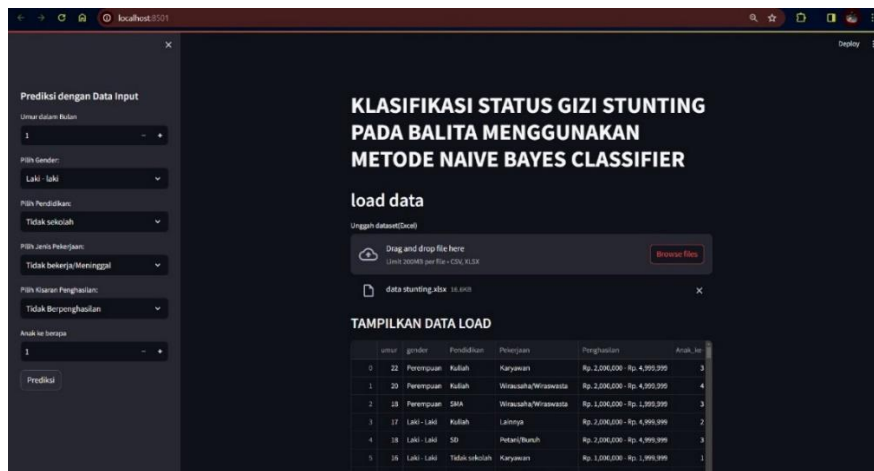 localhost:8501
Deploy
Prediksi dengan Data Input
Umur dalam Bulan
1
Pilih Gender:
Laki - laki
Pilih Pendidikan:
Tidak sekolah
Pilih Jenis Pekerjaan:
Tidak bekerja/Meninggal
Pilih Kisaran Penghasilan:
Tidak Berpenghasilan
Anak ke berapa
1
Prediksi
KLASIFIKASI STATUS GIZI STUNTING
PADA BALITA MENGGUNAKAN
METODE NAIVE BAYES CLASSIFIER
load data
Unggah dataset(Excel)
Drag and drop file here
Limit 200MB per file • CSV, XLSX
Browse files
data stunting.xlsx 16.6KB
TAMPILKAN DATA LOAD
umur gender Pendidikan Pekerjaan Penghasilan Anak_ke
0 22 Perempuan Kuliah Karyawan Rp. 2,000,000 - Rp. 4,999,999 3
1 20 Perempuan Kuliah Wirausaha/Wiraswasta Rp. 2,000,000 - Rp. 4,999,999 4
2 18 Perempuan SMA Wirausaha/Wiraswasta Rp. 1,000,000 - Rp. 1,999,999 3
3 17 Laki - Laki Kuliah Lainnya Rp. 2,000,000 - Rp. 4,999,999 2
4 18 Laki - Laki SD Petani/Buruh Rp. 2,000,000 - Rp. 4,999,999 3
5 16 Laki - Laki Tidak sekolah Karyawan Rp. 1,000,000 - Rp. 1,999,999 1